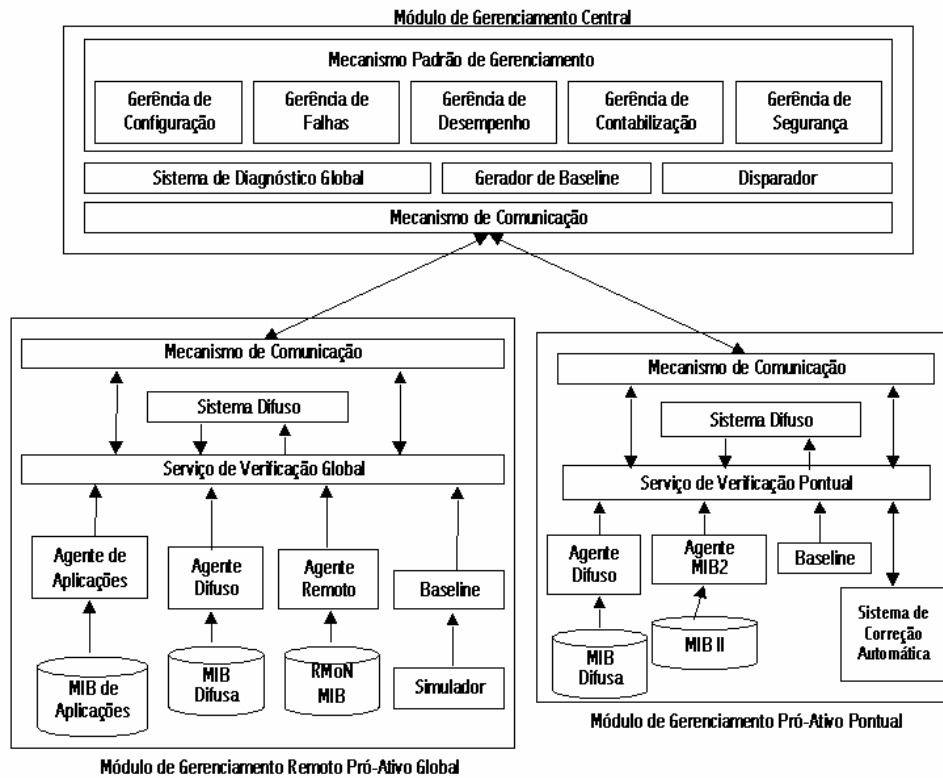 Módulo de Gerenciamento Central
Mecanismo Padrão de Gerenciamento
Gerência de
Configuração
Gerência de
Falhas
Gerência de
Desempenho
Gerência de
Contabilização
Gerência de
Segurança
Sistema de Diagnóstico Global
Gerador de Baseline
Disparador
Mecanismo de Comunicação
Mecanismo de Comunicação
Sistema Difuso
Serviço de Verificação Global
Agente de
Aplicações
Agente
Difuso
Agente
Remoto
Baseline
MIB de
Aplicações
MIB
Difusa
RMoN
MIB
Simulador
Módulo de Gerenciamento Remoto Pró-Ativo Global
Mecanismo de Comunicação
Sistema Difuso
Serviço de Verificação Pontual
Agente
Difuso
Agente
MIB2
Baseline
MIB
Difusa
MIB II
Sistema de
Correção
Automática
Módulo de Gerenciamento Pró-Ativo Pontual